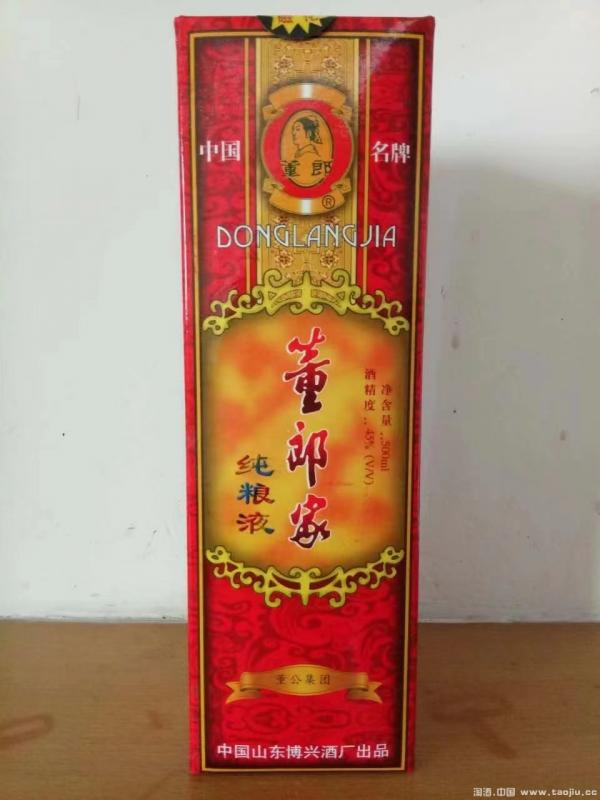 中国
名牌
董郎
®
DONGLANGJIA
董郎家
纯粮液
净含量:500ml
酒精度:45%(V/V)
董公集团
中国山东博兴酒厂出品
淘酒.中国 www.taojiu.cc